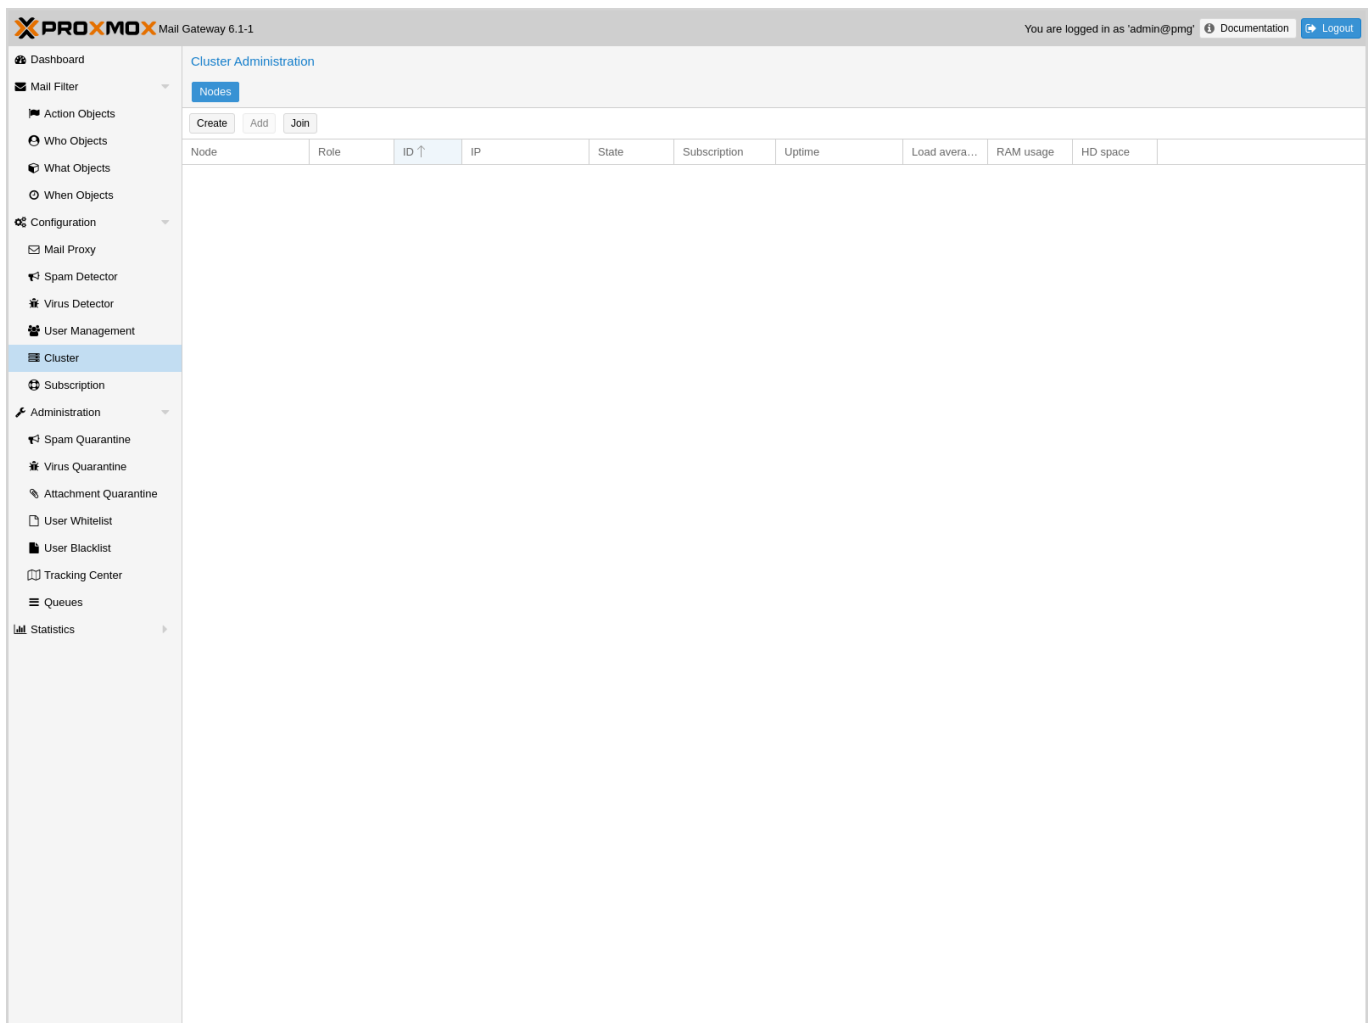 PROXMOX Mail Gateway 6.1-1 You are logged in as 'admin@pmg' Documentation Logout
Dashboard
Mail Filter
Action Objects
Who Objects
What Objects
When Objects
Configuration
Mail Proxy
Spam Detector
Virus Detector
User Management
Cluster
Subscription
Administration
Spam Quarantine
Virus Quarantine
Attachment Quarantine
User Whitelist
User Blacklist
Tracking Center
Queues
Statistics
Cluster Administration
Nodes
Create Add Join
Node Role ID IP State Subscription Uptime Load avera... RAM usage HD space